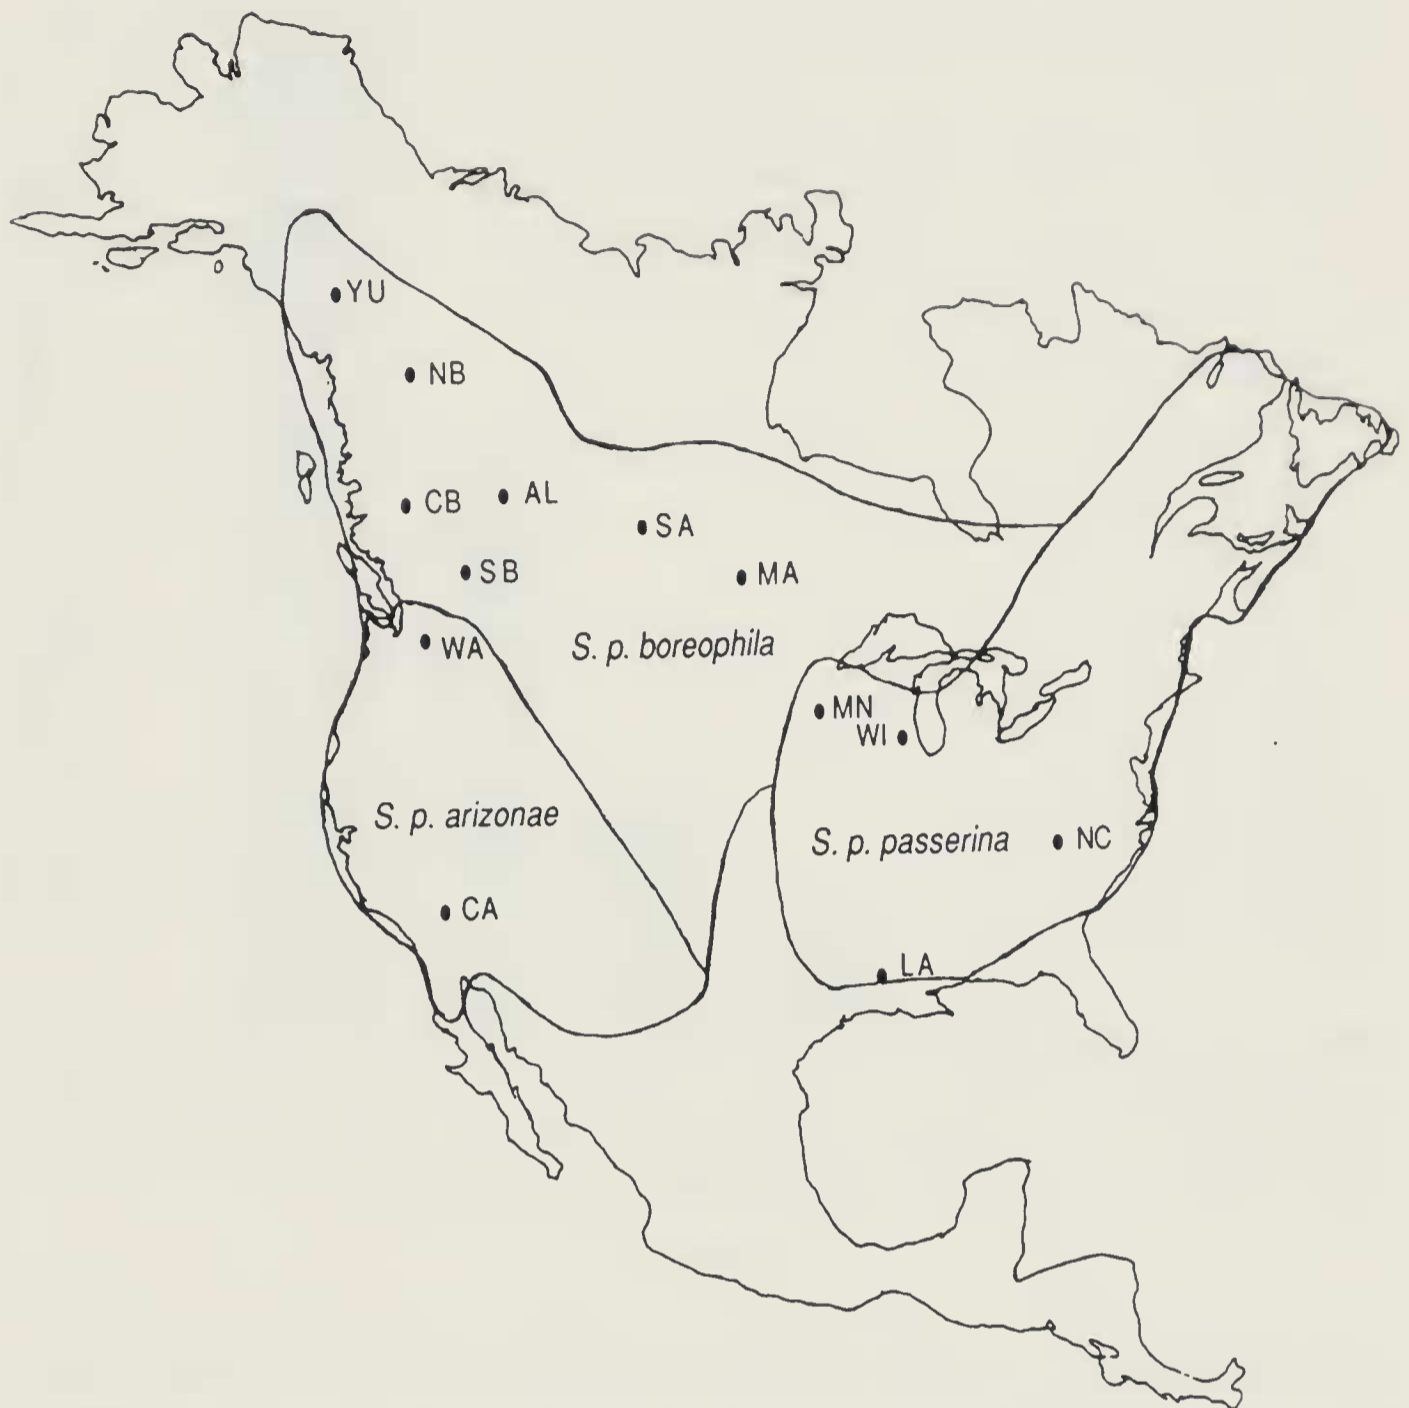 YU
NB
CB
AL
SA
SB
MA
WA
S. p. boreophila
MN
WI
S. p. arizonae
S. p. passerina
NC
CA
LA